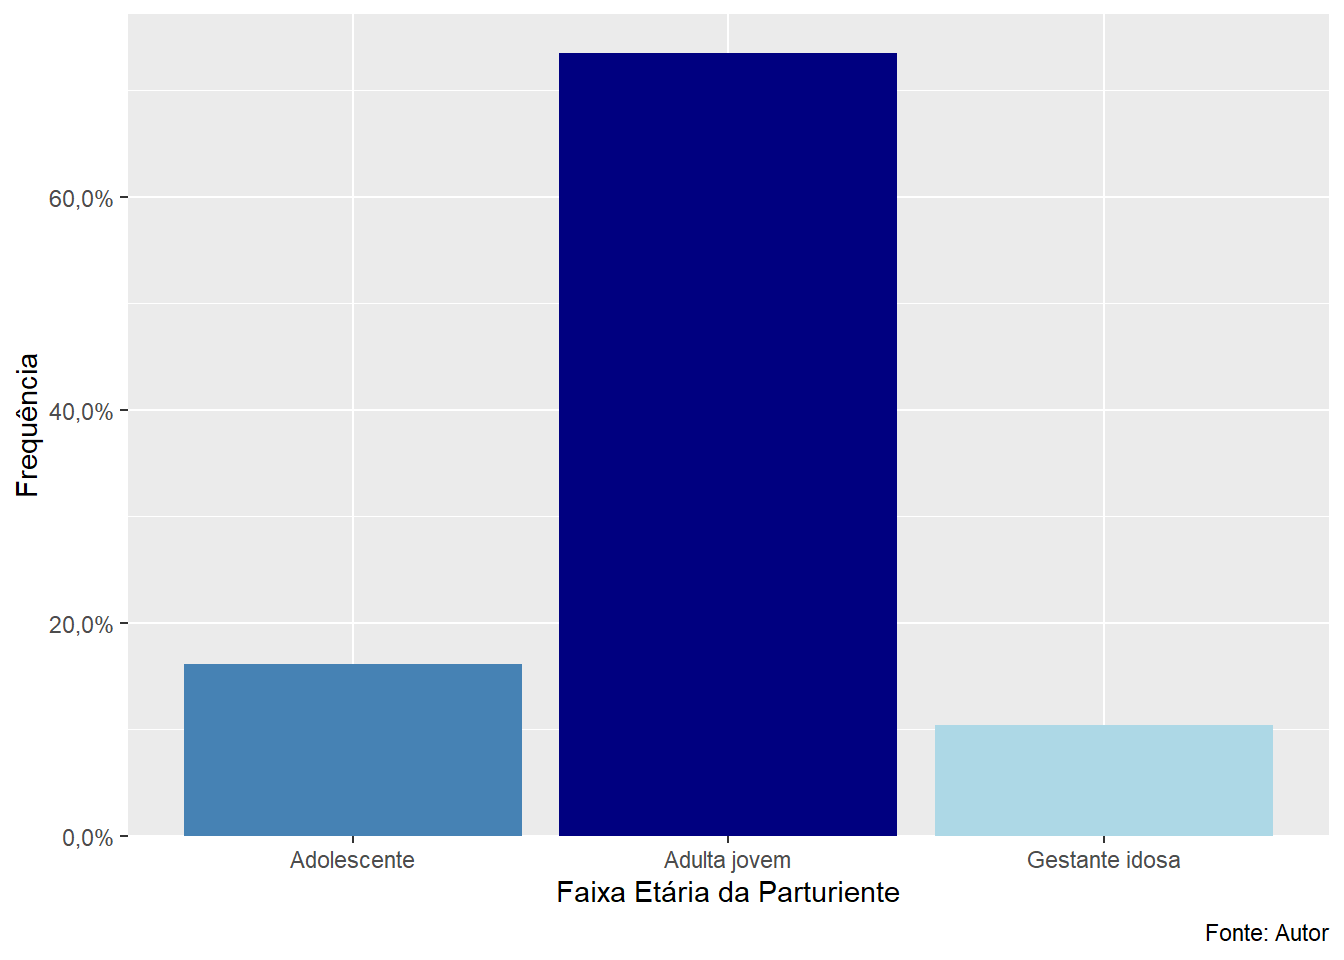 Frequência
60,0%
40,0%
20,0%
0,0%
Adolescente
Adulta jovem
Gestante idosa
Faixa Etária da Parturiente
Fonte: Autor